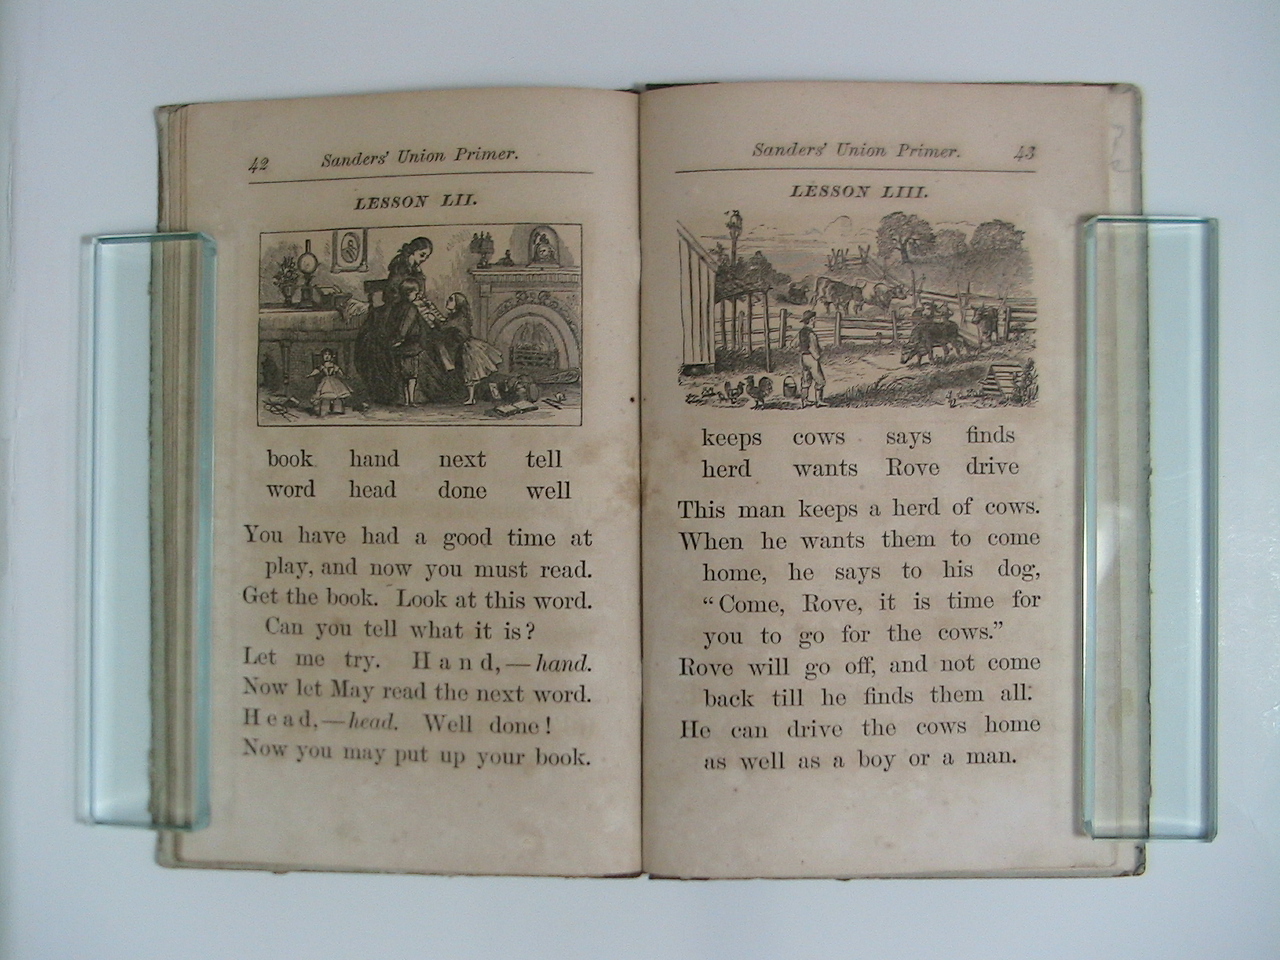 42 Sanders' Union Primer.
LESSON LII.
book hand next tell
word head done well
You have had a good time at
play, and now you must read.
Get the book. Look at this word.
Can you tell what it is?
Let me try. H a n d,—hand.
Now let May read the next word.
H e a d,—head. Well done!
Now you may put up your book.
Sanders' Union Primer. 43
LESSON LIII.
keeps cows says finds
herd wants Rove drive
This man keeps a herd of cows.
When he wants them to come
home, he says to his dog,
“Come, Rove, it is time for
you to go for the cows.”
Rove will go off, and not come
back till he finds them all.
He can drive the cows home
as well as a boy or a man.